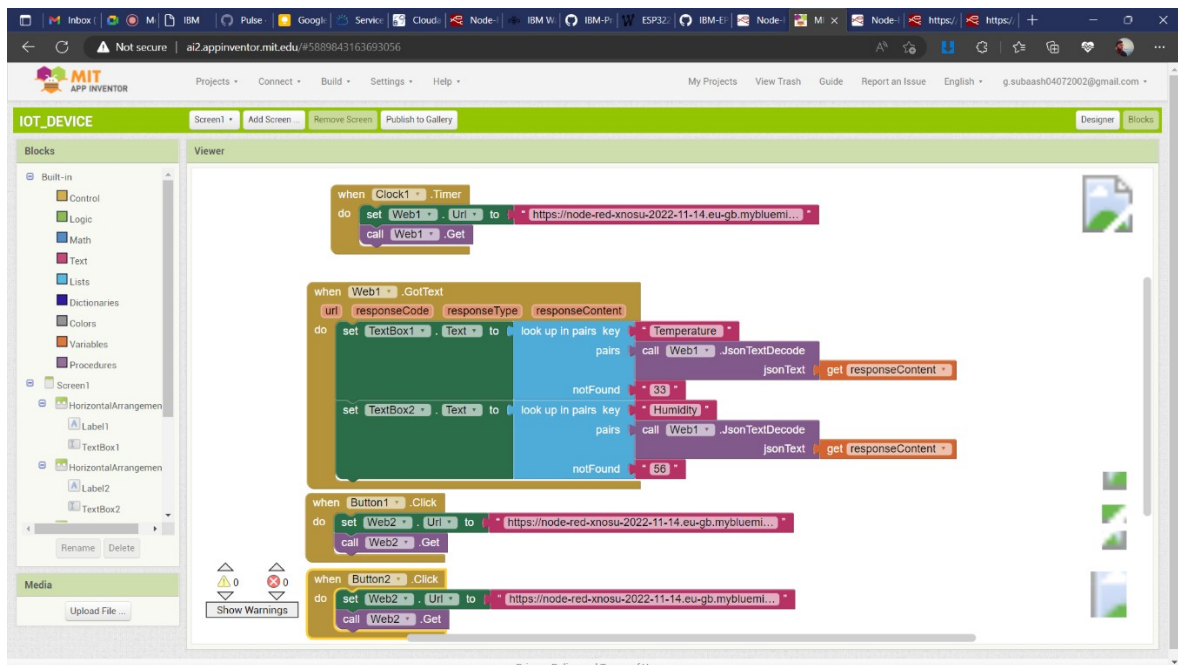 Inbox (
Mi
IBM
Pulse
Googl
Service
Clouda
Node-
IBM W
IBM-Pr
ESP32
IBM-EF
Node-
MI
Node-
https:/
https:/
Not secure | ai2.appinventor.mit.edu/#5889843163693056
MIT
APP INVENTOR
Projects Connect Build Settings Help My Projects View Trash Guide Report an Issue English g.subaash04072002@gmail.com
IOT_DEVICE Screen1 Add Screen ... Remove Screen Publish to Gallery Designer Blocks
Blocks Viewer
Built-in
Control
Logic
Math
Text
Lists
Dictionaries
Colors
Variables
Procedures
Screen1
HorizontalArrangemen
Label1
TextBox1
HorizontalArrangemen
Label2
TextBox2
Rename Delete
Media
Upload File ...
when Clock1 .Timer
do set Web1 . Url to " https://node-red-xnosu-2022-11-14.eu-gb.mybluemi... "
call Web1 .Get
when Web1 .GotText
url responseCode responseType responseContent
do set TextBox1 . Text to look up in pairs key " Temperature "
pairs call Web1 .JsonTextDecode
jsonText get responseContent
notFound " 33 "
set TextBox2 . Text to look up in pairs key " Humidity "
pairs call Web1 .JsonTextDecode
jsonText get responseContent
notFound " 56 "
when Button1 .Click
do set Web2 . Url to " https://node-red-xnosu-2022-11-14.eu-gb.mybluemi... "
call Web2 .Get
when Button2 .Click
do set Web2 . Url to " https://node-red-xnosu-2022-11-14.eu-gb.mybluemi... "
call Web2 .Get
0 0
Show Warnings